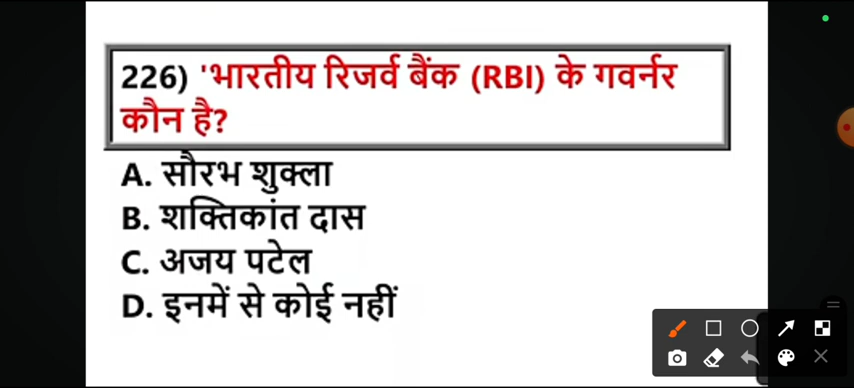 226) 'भारतीय रिजर्व बैंक (RBI) के गवर्नर
कौन है?
A. सौरभ शुक्ला
B. शक्तिकांत दास
C. अजय पटेल
D. इनमें से कोई नहीं